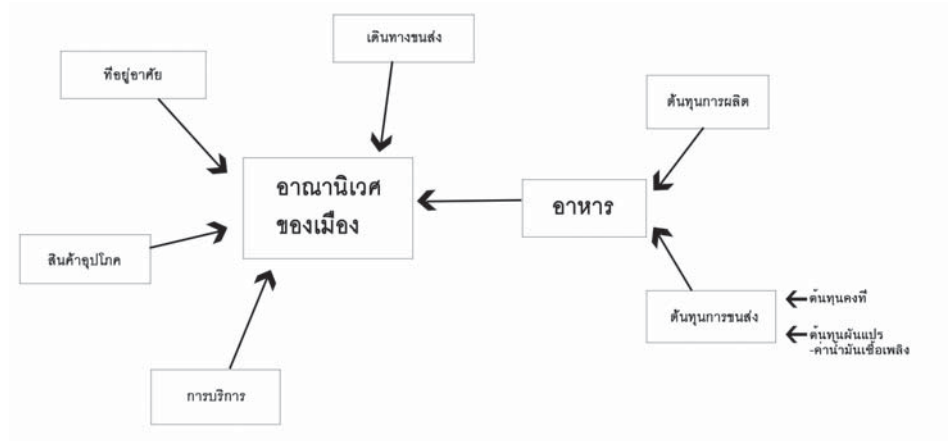 เดินทางขนส่ง
ที่อยู่อาศัย
ต้นทุนการผลิต
อาณานิเวศ
ของเมือง
อาหาร
สินค้าอุปโภค
ต้นทุนคงที่
ต้นทุนการขนส่ง
ต้นทุนผันแปร
-ค่าน้ำมันเชื้อเพลิง
การบริการ